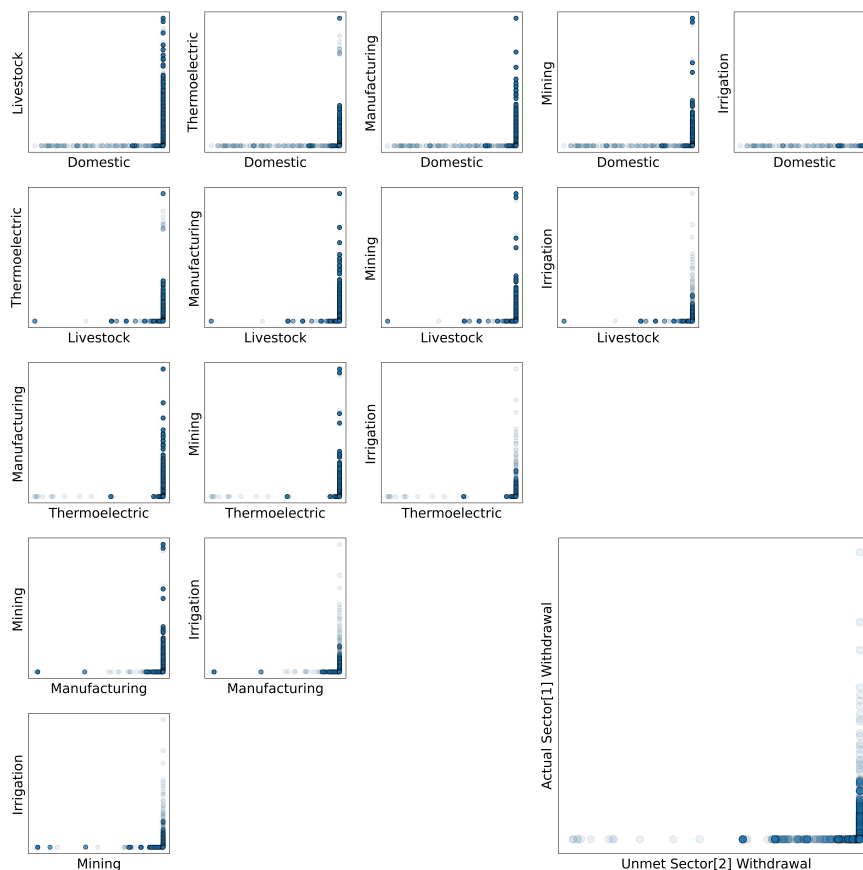 Livestock
Domestic
Thermoelectric
Domestic
Manufacturing
Domestic
Mining
Domestic
Irrigation
Domestic
Thermoelectric
Livestock
Manufacturing
Livestock
Mining
Livestock
Irrigation
Livestock
Manufacturing
Thermoelectric
Mining
Thermoelectric
Irrigation
Thermoelectric
Mining
Manufacturing
Irrigation
Manufacturing
Irrigation
Mining
Actual Sector[1] Withdrawal
Unmet Sector[2] Withdrawal